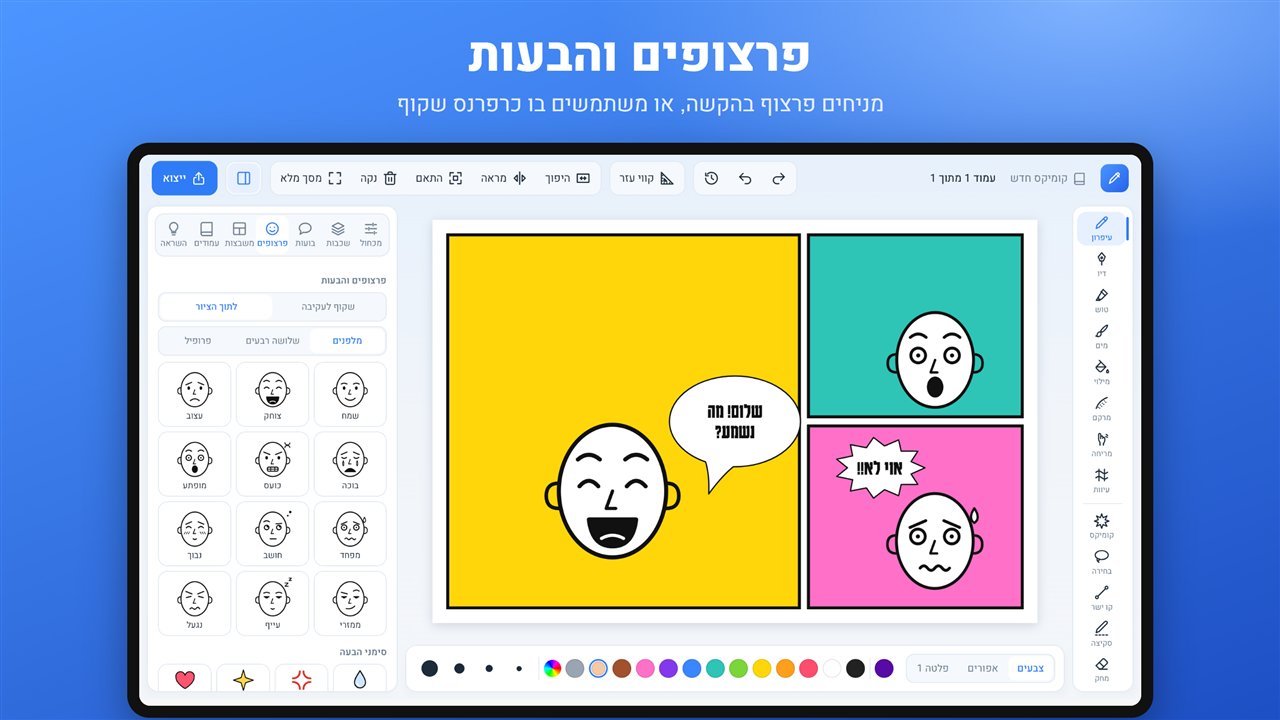 פרצופים והבעות
מניחים פרצוף בהקשה, או משתמשים בו כרפרנס שקוף
קומיקס חדש
עמוד 1 מתוך 1
קווי עזר
היפוך
מראה
התאם
נקה
מסך מלא
ייצוא
עיפרון
דיו
טוש
מים
מילוי
מרקם
מריחה
עיוות
קומיקס
בחירה
קו ישר
סקיצה
מחק
שלום! מה
נשמע?
אוי לא!!
צבעים
אפורים
פלטה 1
מכחול
שכבות
בועות
פרצופים
משבצות
עמודים
השראה
פרצופים והבעות
שקוף לעקיבה
לתוך הציור
מלפנים
שלושה רבעים
פרופיל
שמח
צוחק
עצוב
בוכה
כועס
מופתע
מפחד
חושב
נבוך
ממזרי
עייף
נגעל
סימני הבעה